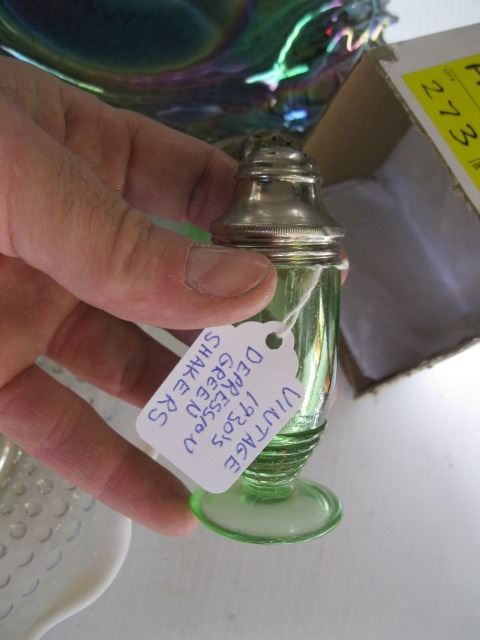 VINTAGE
1930'S
DEPRESSION
GREEN
SHAKERS
273